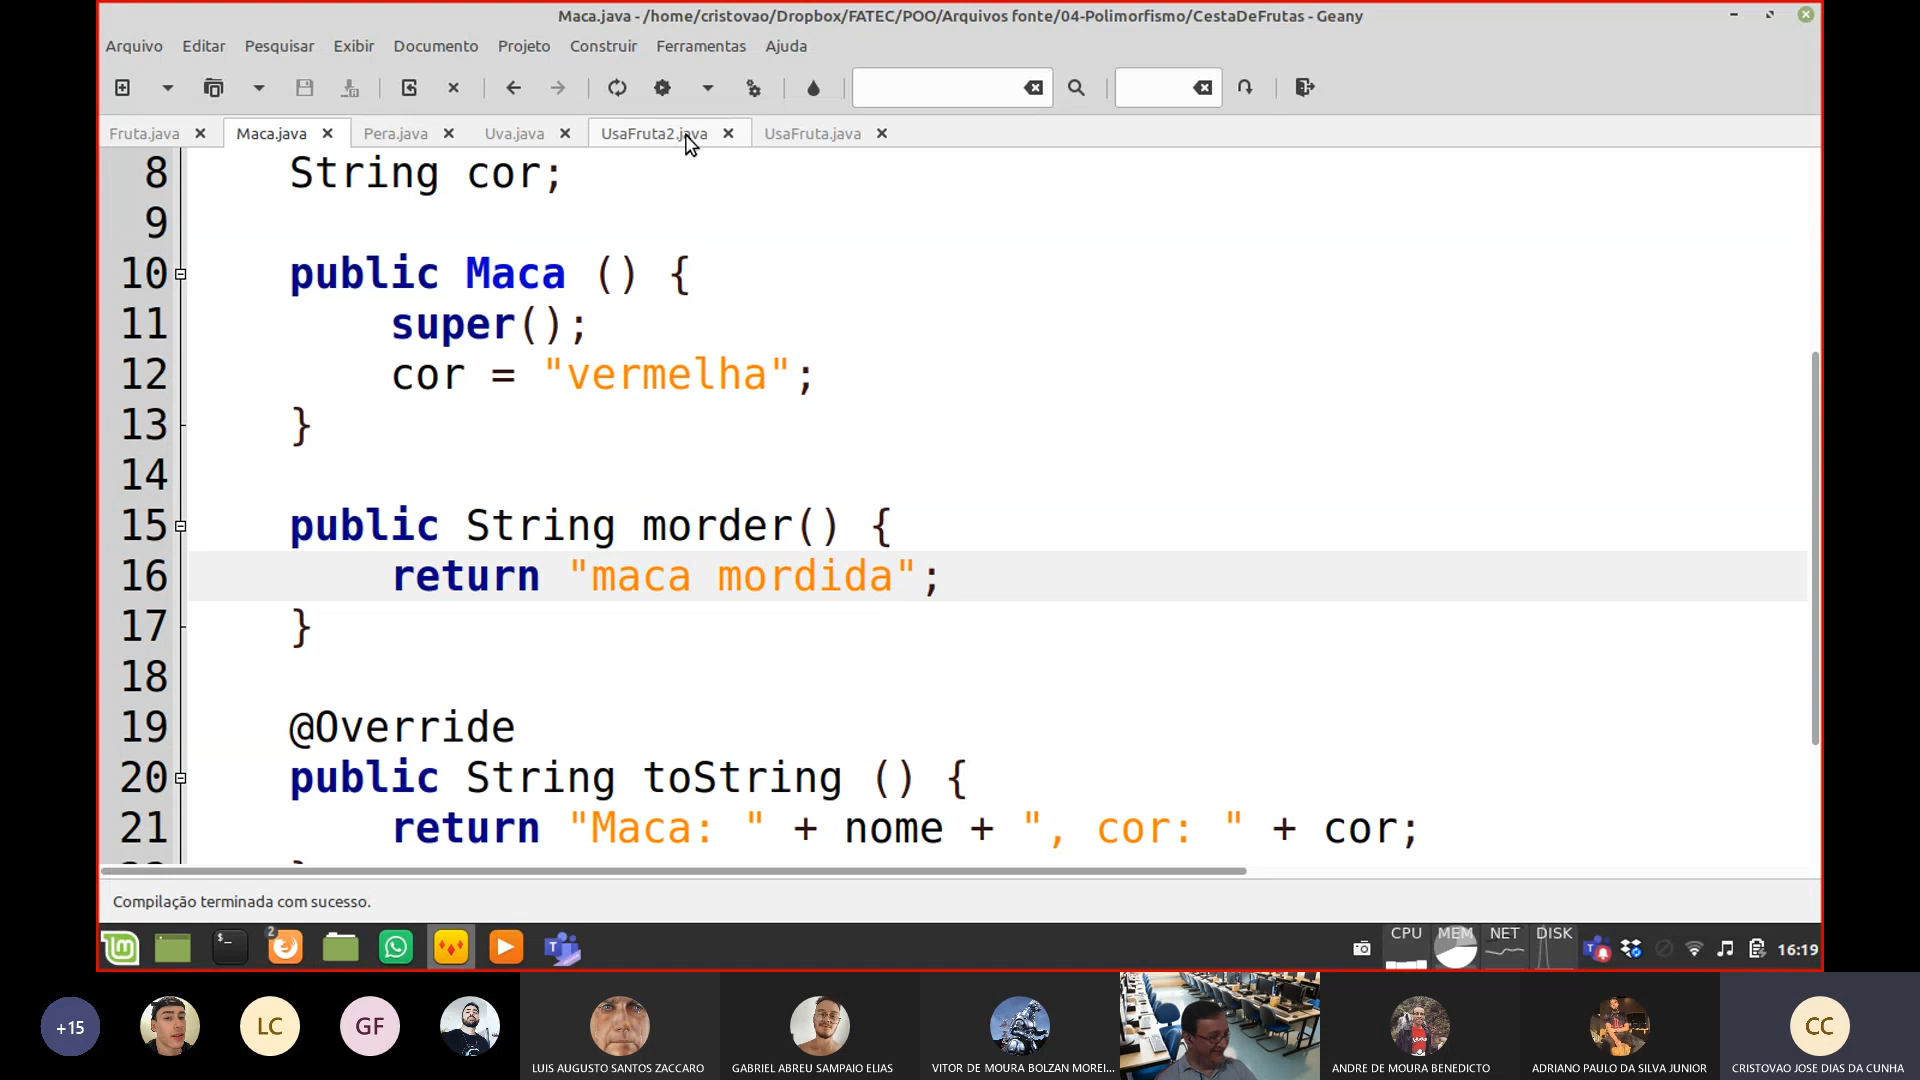 Maca.java - /home/cristovao/Dropbox/FATEC/POO/Arquivos fonte/04-Polimorfismo/CestaDeFrutas - Geany
Arquivo Editar Pesquisar Exibir Documento Projeto Construir Ferramentas Ajuda
Fruta.java Maca.java Pera.java Uva.java UsaFruta2.java UsaFruta.java
8 String cor;
9
10 public Maca () {
11 super();
12 cor = "vermelha";
13 }
14
15 public String morder() {
16 return "maca mordida";
17 }
18
19 @Override
20 public String toString () {
21 return "Maca: " + nome + ", cor: " + cor;
Compilação terminada com sucesso.
2 CPU MEM NET DISK 16:19
+15 LC GF CC
LUIS AUGUSTO SANTOS ZACCARO GABRIEL ABREU SAMPAIO ELIAS VITOR DE MOURA BOLZAN MOREI... ANDRE DE MOURA BENEDICTO ADRIANO PAULO DA SILVA JUNIOR CRISTOVAO JOSE DIAS DA CUNHA